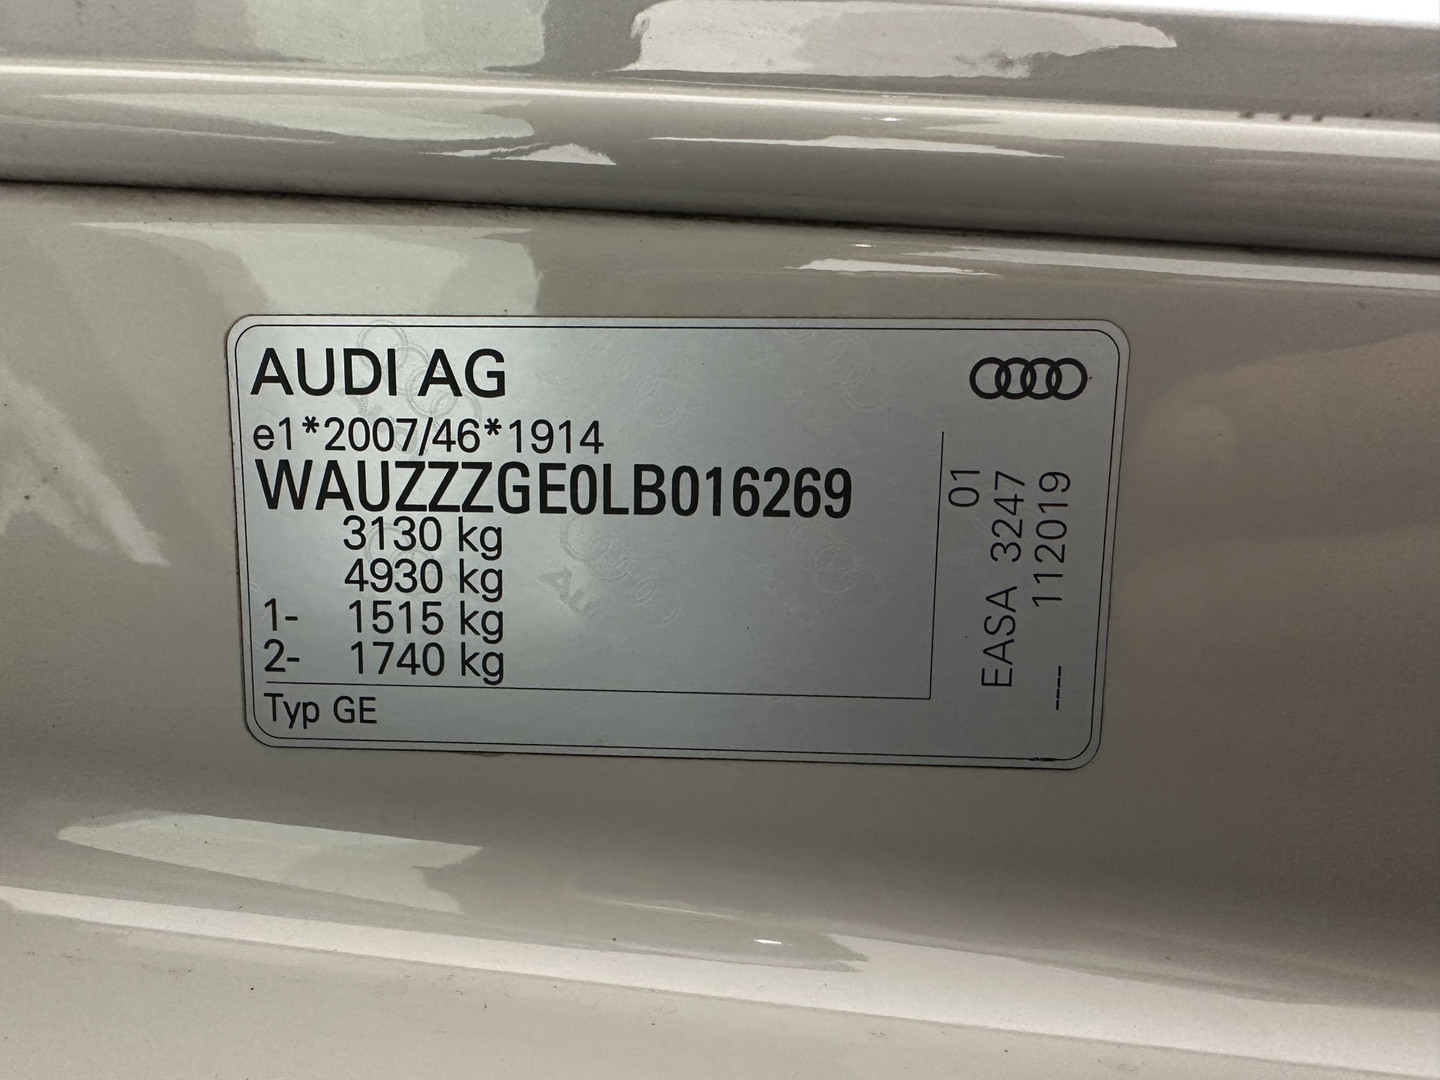 AUDI AG
e1*2007/46*1914
WAUZZZGE0LB016269
3130 kg
4930 kg
1- 1515 kg
2- 1740 kg
Typ GE
01
EASA 3247
---- 112019